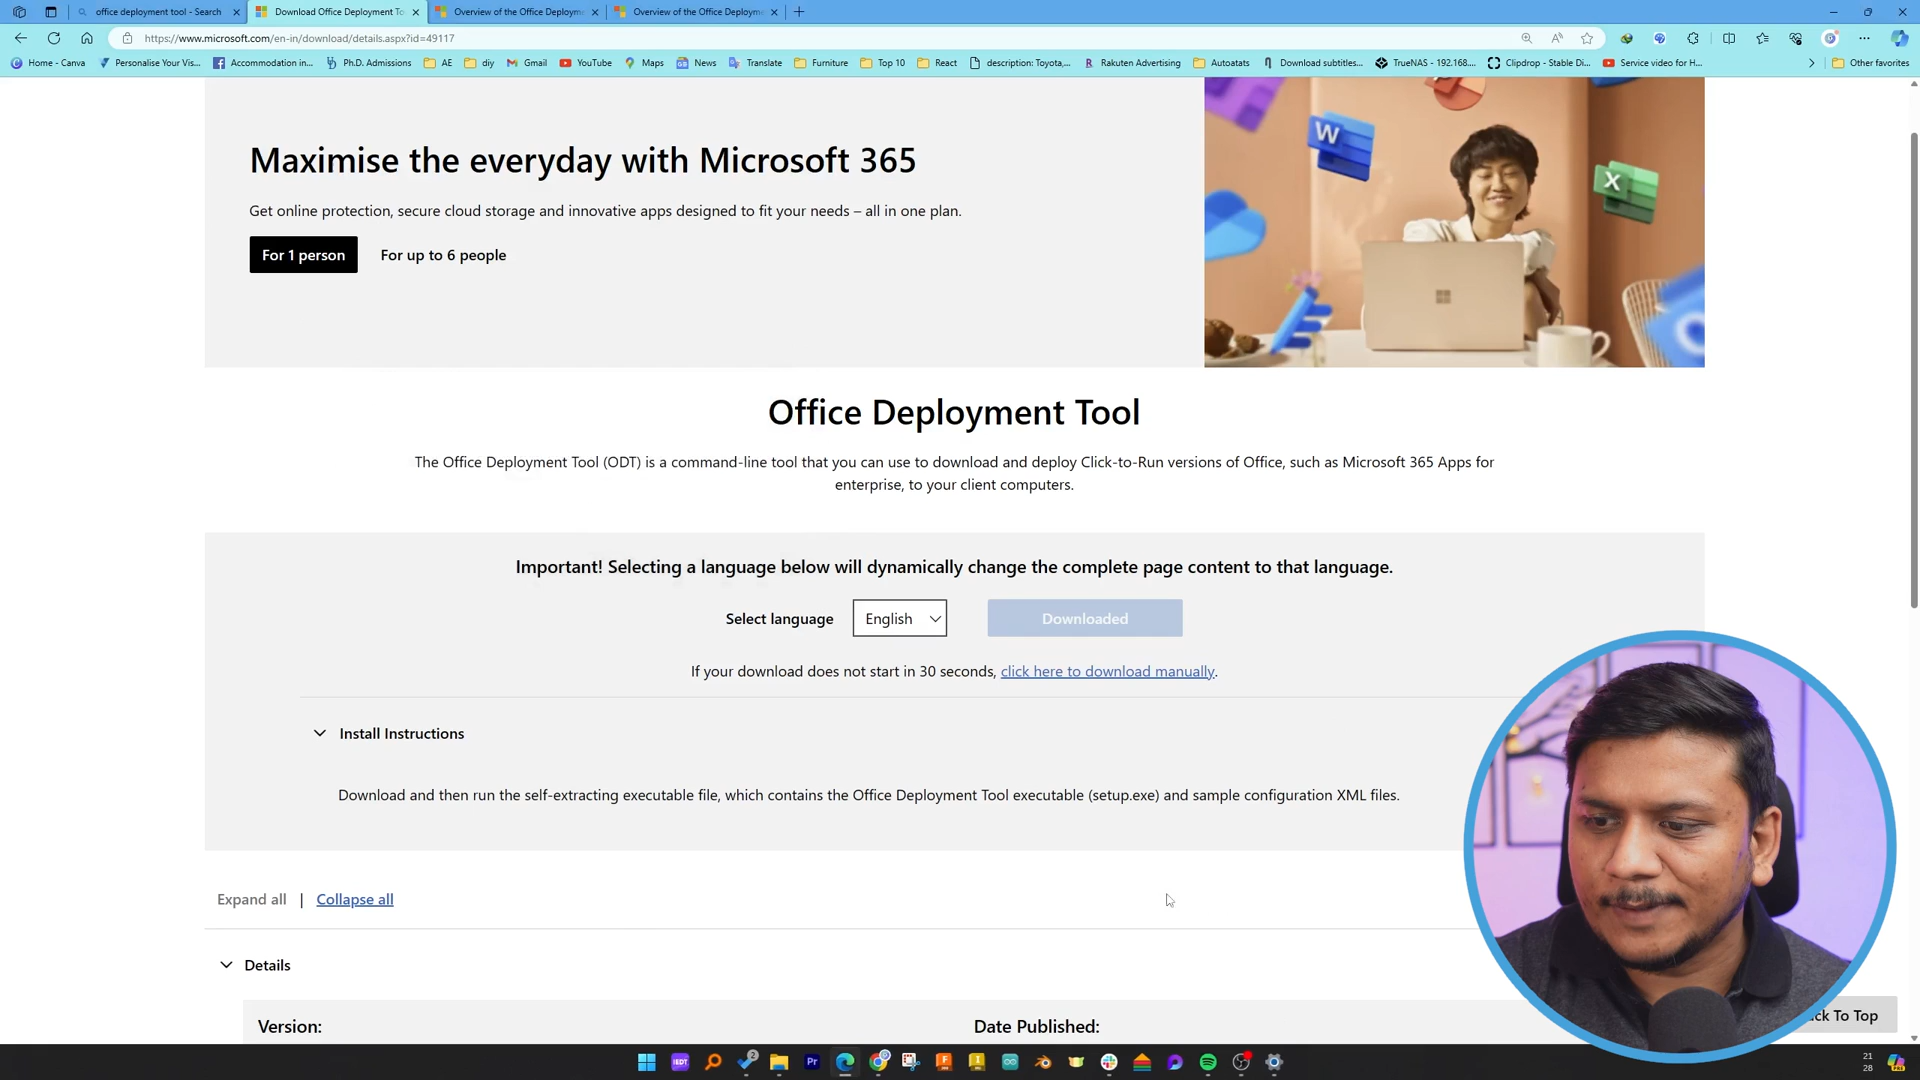 office deployment tool - Search
Download Office Deployment To
Overview of the Office Deploym
Overview of the Office Deploym
https://www.microsoft.com/en-in/download/details.aspx?id=49117
Home - Canva
Personalise Your Vis...
Accommodation in...
Ph.D. Admissions
AE
diy
Gmail
YouTube
Maps
News
Translate
Furniture
Top 10
React
description: Toyota,...
Rakuten Advertising
Autoatats
Download subtitles...
TrueNAS - 192.168....
Clipdrop - Stable Di...
Service video for H...
Other favorites
Maximise the everyday with Microsoft 365
Get online protection, secure cloud storage and innovative apps designed to fit your needs – all in one plan.
For 1 person
For up to 6 people
W
X
Office Deployment Tool
The Office Deployment Tool (ODT) is a command-line tool that you can use to download and deploy Click-to-Run versions of Office, such as Microsoft 365 Apps for
enterprise, to your client computers.
Important! Selecting a language below will dynamically change the complete page content to that language.
Select language
English
Downloaded
If your download does not start in 30 seconds, click here to download manually.
Install Instructions
Download and then run the self-extracting executable file, which contains the Office Deployment Tool executable (setup.exe) and sample configuration XML files.
Expand all | Collapse all
Details
Version:
Date Published:
ck To Top
Pr
2
21
28